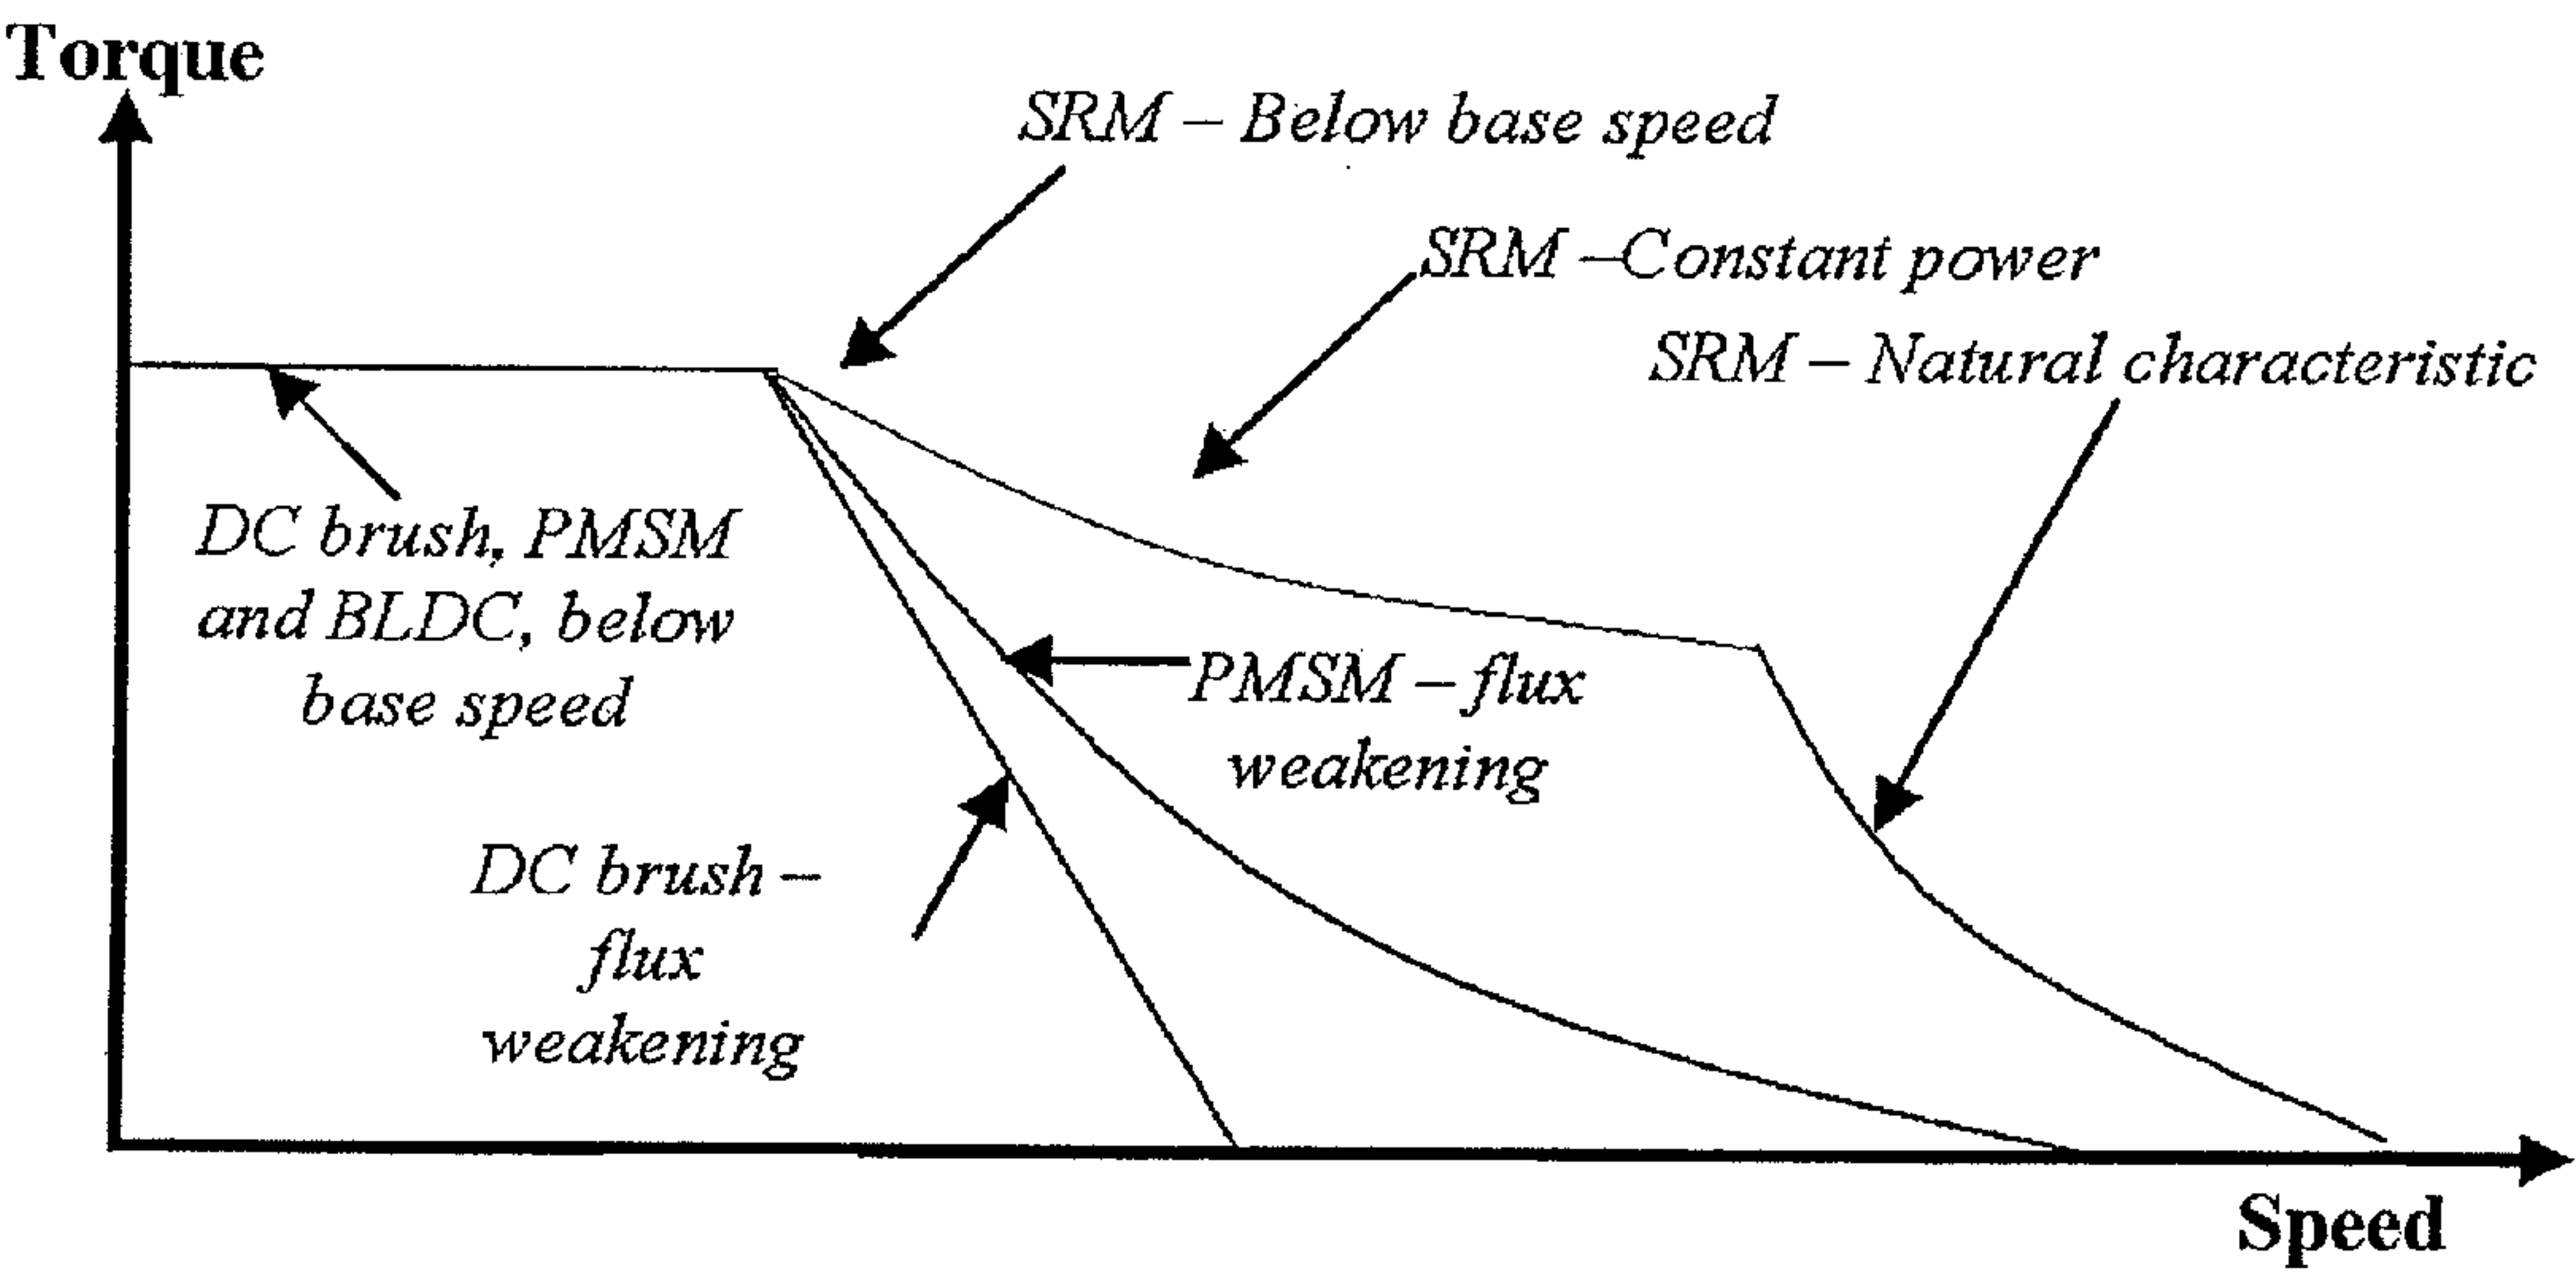 Torque
SRM – Below base speed
SRM –Constant power
SRM – Natural characteristic
DC brush, PMSM
and BLDC, below
base speed
PMSM – flux
weakening
DC brush –
flux
weakening
Speed